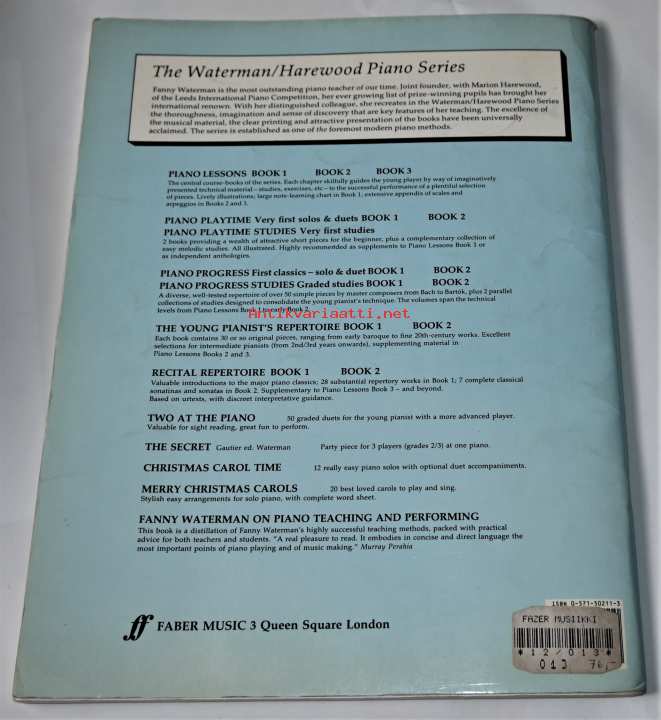 The Waterman/Harewood Piano Series
Fanny Waterman is the most outstanding piano teacher of our time. Joint founder, with Marion Harewood,
of the Leeds International Piano Competition, her ever growing list of prize-winning pupils has brought her
international renown. With her distinguished colleague, she recreates in the Waterman/Harewood Piano Series
the thoroughness, imagination and sense of discovery that are key features of her teaching. The excellence of
the musical material, the clear printing and attractive presentation of the books have been universally
acclaimed. The series is established as one of the foremost modern piano methods.
PIANO LESSONS BOOK 1 BOOK 2 BOOK 3
The central course-books of the series. Each chapter skilfully guides the young player by way of imaginatively
presented technical material – studies, exercises, etc – to the successful performance of a plentiful selection
of pieces. Lively illustrations; large note-learning chart in Book 1, extensive appendix of scales and
arpeggios in Books 2 and 3.
PIANO PLAYTIME Very first solos & duets BOOK 1 BOOK 2
PIANO PLAYTIME STUDIES Very first studies
2 books providing a wealth of attractive short pieces for the beginner, plus a complementary collection of
easy melodic studies. All illustrated. Highly recommended as supplements to Piano Lessons Book 1 or
as independent anthologies.
PIANO PROGRESS First classics – solo & duet BOOK 1 BOOK 2
PIANO PROGRESS STUDIES Graded studies BOOK 1 BOOK 2
A diverse, well-tested repertoire of over 50 simple pieces by master composers from Bach to Bartók, plus 2 parallel
collections of studies designed to consolidate the young pianist's technique. The volumes span the technical
levels from Piano Lessons Book 1 to early Book 2.
Antikvariaatti.net
THE YOUNG PIANIST'S REPERTOIRE BOOK 1 BOOK 2
Each book contains 30 or so original pieces, ranging from early baroque to fine 20th-century works. Excellent
selections for intermediate pianists (from 2nd/3rd years onwards), supplementing material in
Piano Lessons Books 2 and 3.
RECITAL REPERTOIRE BOOK 1 BOOK 2
Valuable introductions to the major piano classics; 28 substantial repertory works in Book 1; 7 complete classical
sonatinas and sonatas in Book 2. Supplementary to Piano Lessons Book 3 – and beyond.
Based on urtexts, with discreet interpretative guidance.
TWO AT THE PIANO 50 graded duets for the young pianist with a more advanced player.
Valuable for sight reading, great fun to perform.
THE SECRET Gautier ed. Waterman Party piece for 3 players (grades 2/3) at one piano.
CHRISTMAS CAROL TIME 12 really easy piano solos with optional duet accompaniments.
MERRY CHRISTMAS CAROLS 20 best loved carols to play and sing.
Stylish easy arrangements for solo piano, with complete word sheet.
FANNY WATERMAN ON PIANO TEACHING AND PERFORMING
This book is a distillation of Fanny Waterman's highly successful teaching methods, packed with practical
advice for both teachers and students. "A real pleasure to read. It embodies in concise and direct language the
most important points of piano playing and of music making." Murray Perahia
ISBN 0-571-30211-3
FAZER MUSIIKKI
*12/013*
013 76,-
ff FABER MUSIC 3 Queen Square London